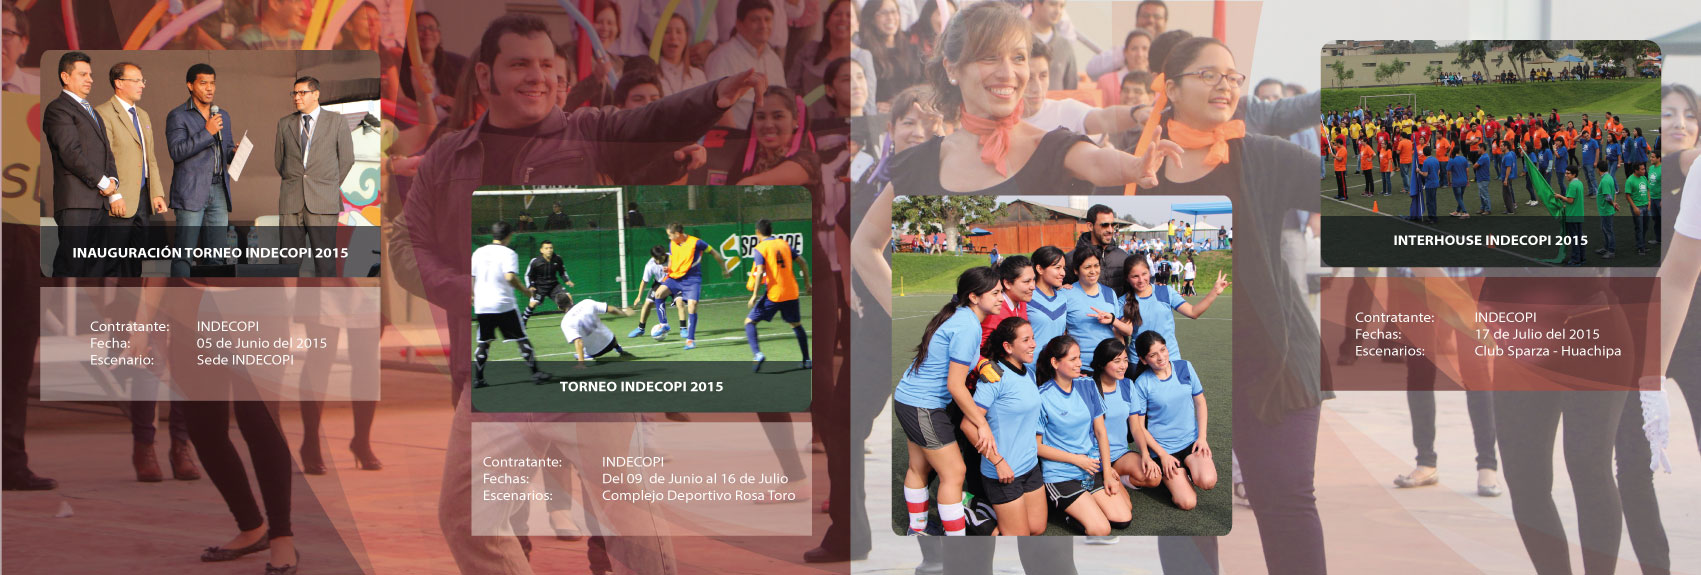 INAUGURACIÓN TORNEO INDECOPI 2015
Contratante: INDECOPI
Fecha: 05 de Junio del 2015
Escenario: Sede INDECOPI
TORNEO INDECOPI 2015
Contratante: INDECOPI
Fechas: Del 09 de Junio al 16 de Julio
Escenarios: Complejo Deportivo Rosa Toro
INTERHOUSE INDECOPI 2015
Contratante: INDECOPI
Fechas: 17 de Julio del 2015
Escenarios: Club Sparza - Huachipa